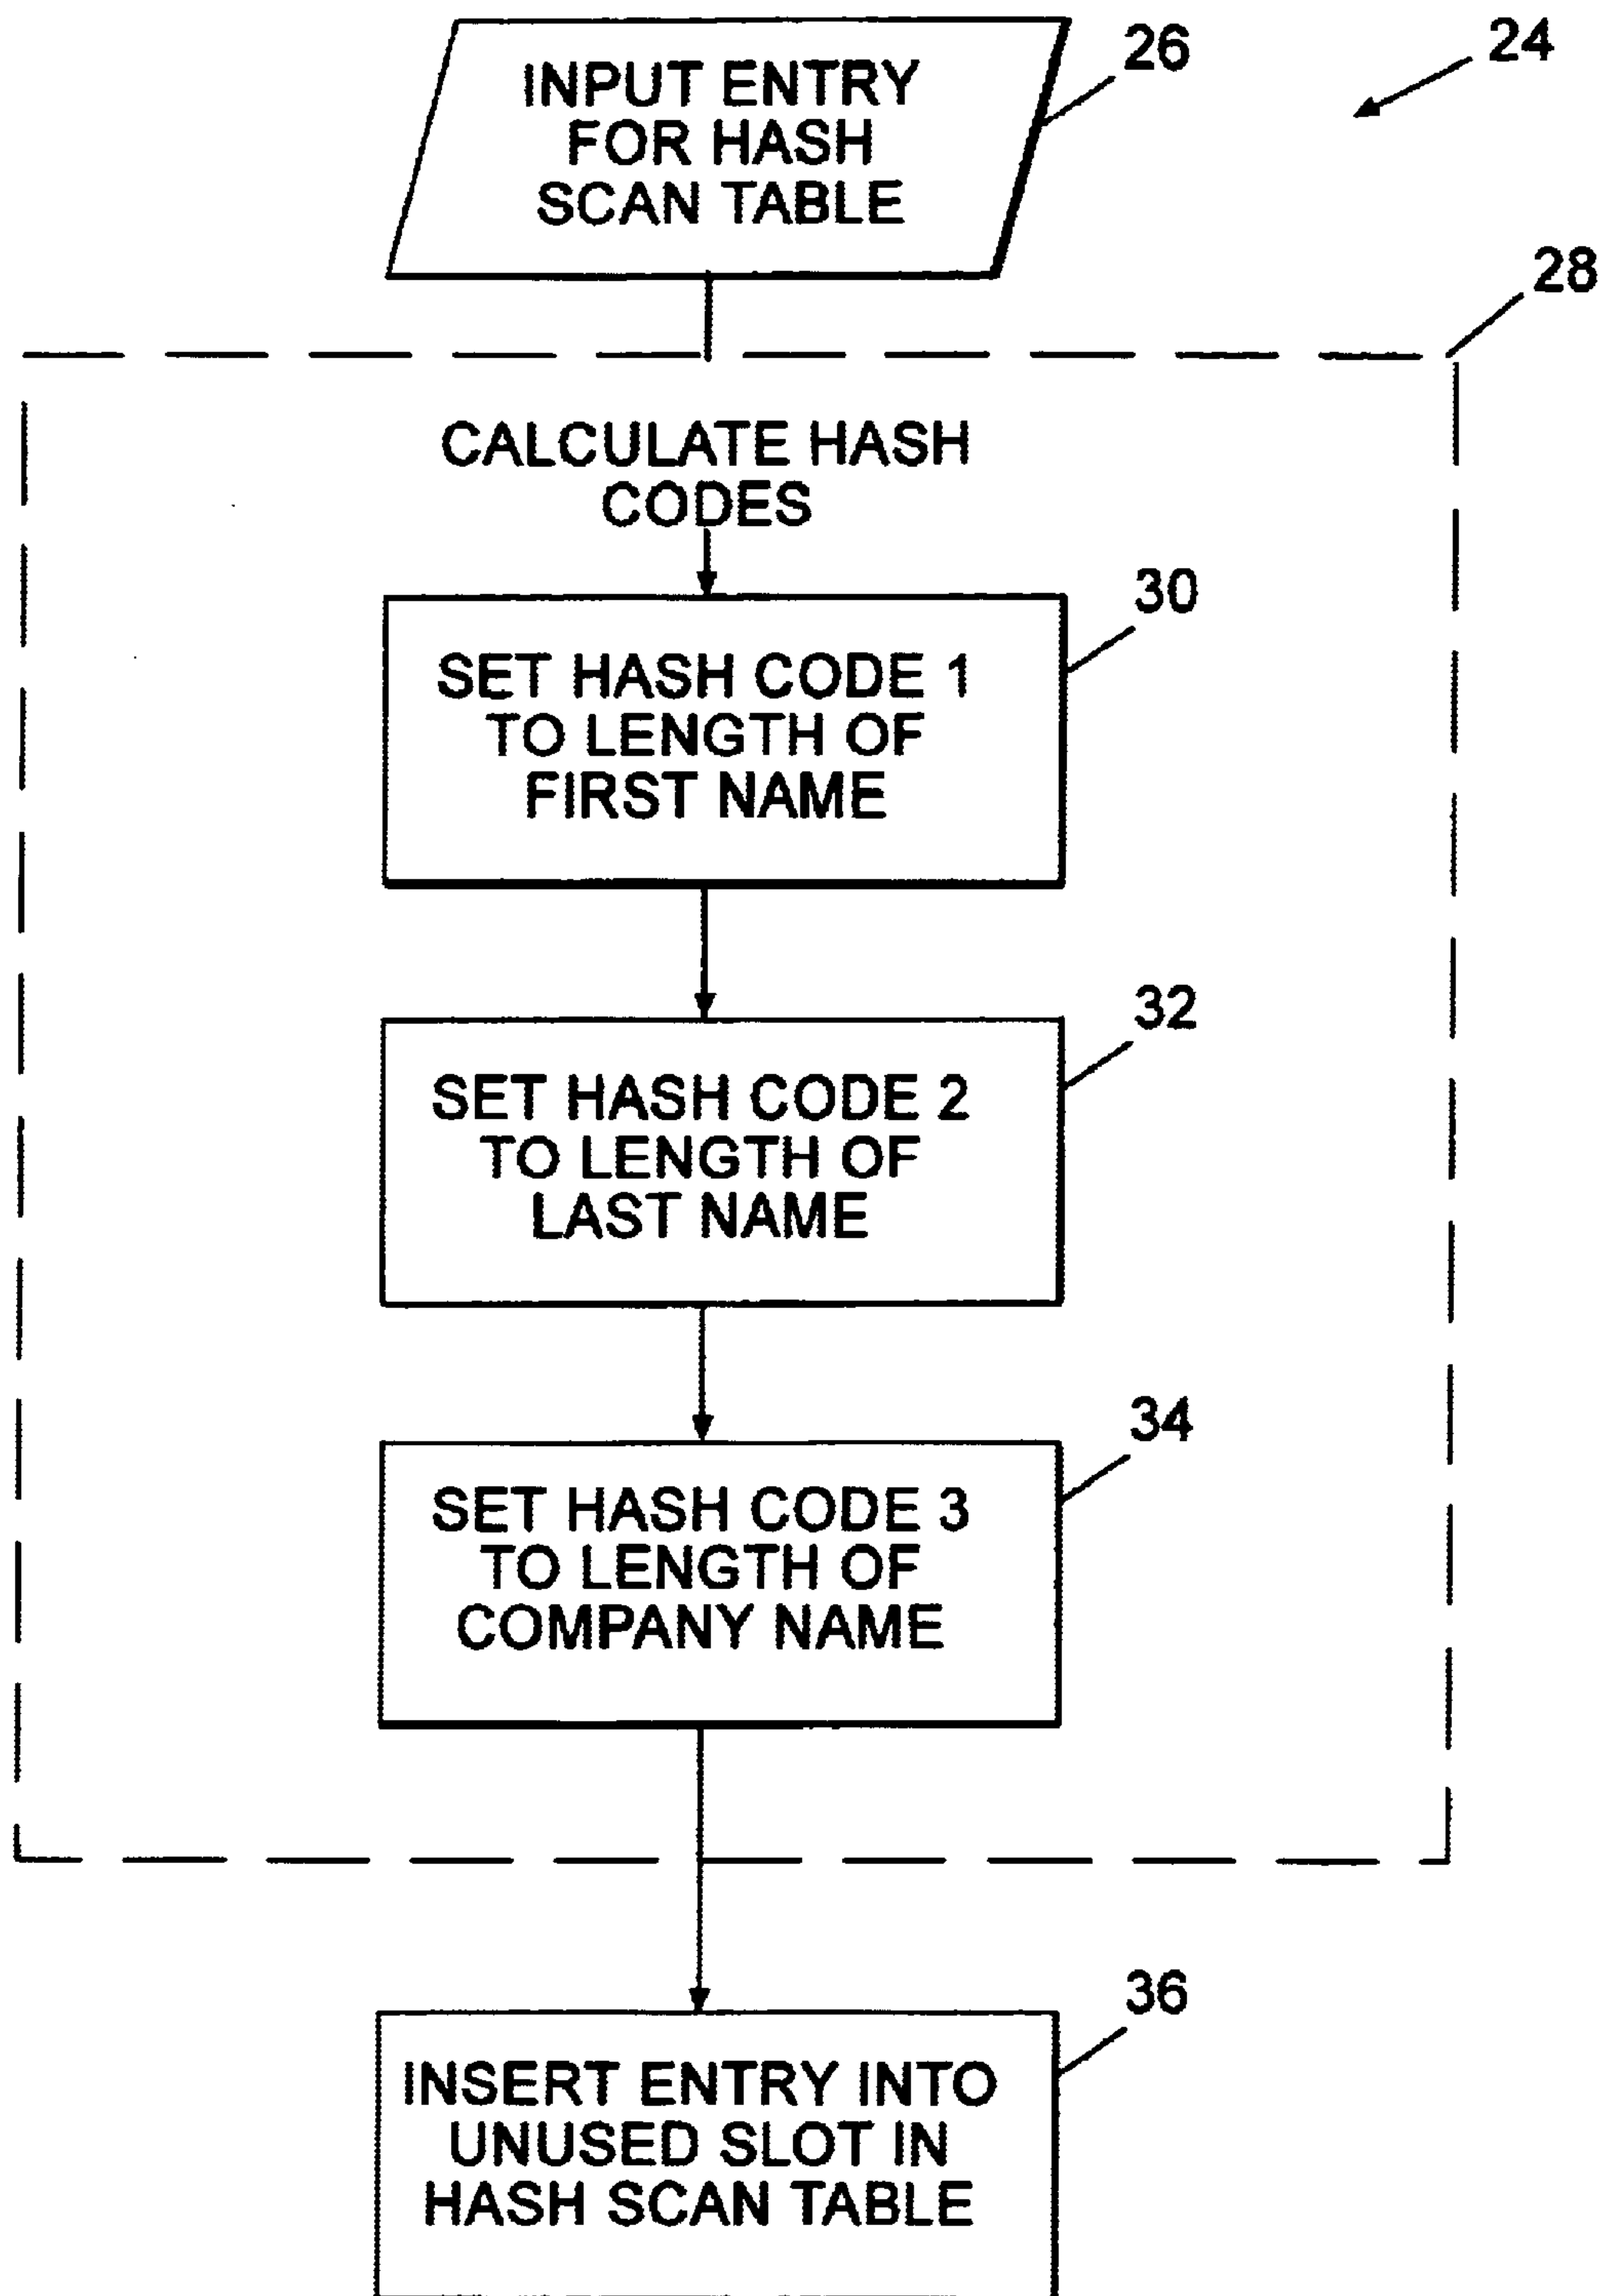 INPUT ENTRY
FOR HASH
SCAN TABLE
26
24
28
CALCULATE HASH
CODES
30
SET HASH CODE 1
TO LENGTH OF
FIRST NAME
32
SET HASH CODE 2
TO LENGTH OF
LAST NAME
34
SET HASH CODE 3
TO LENGTH OF
COMPANY NAME
36
INSERT ENTRY INTO
UNUSED SLOT IN
HASH SCAN TABLE